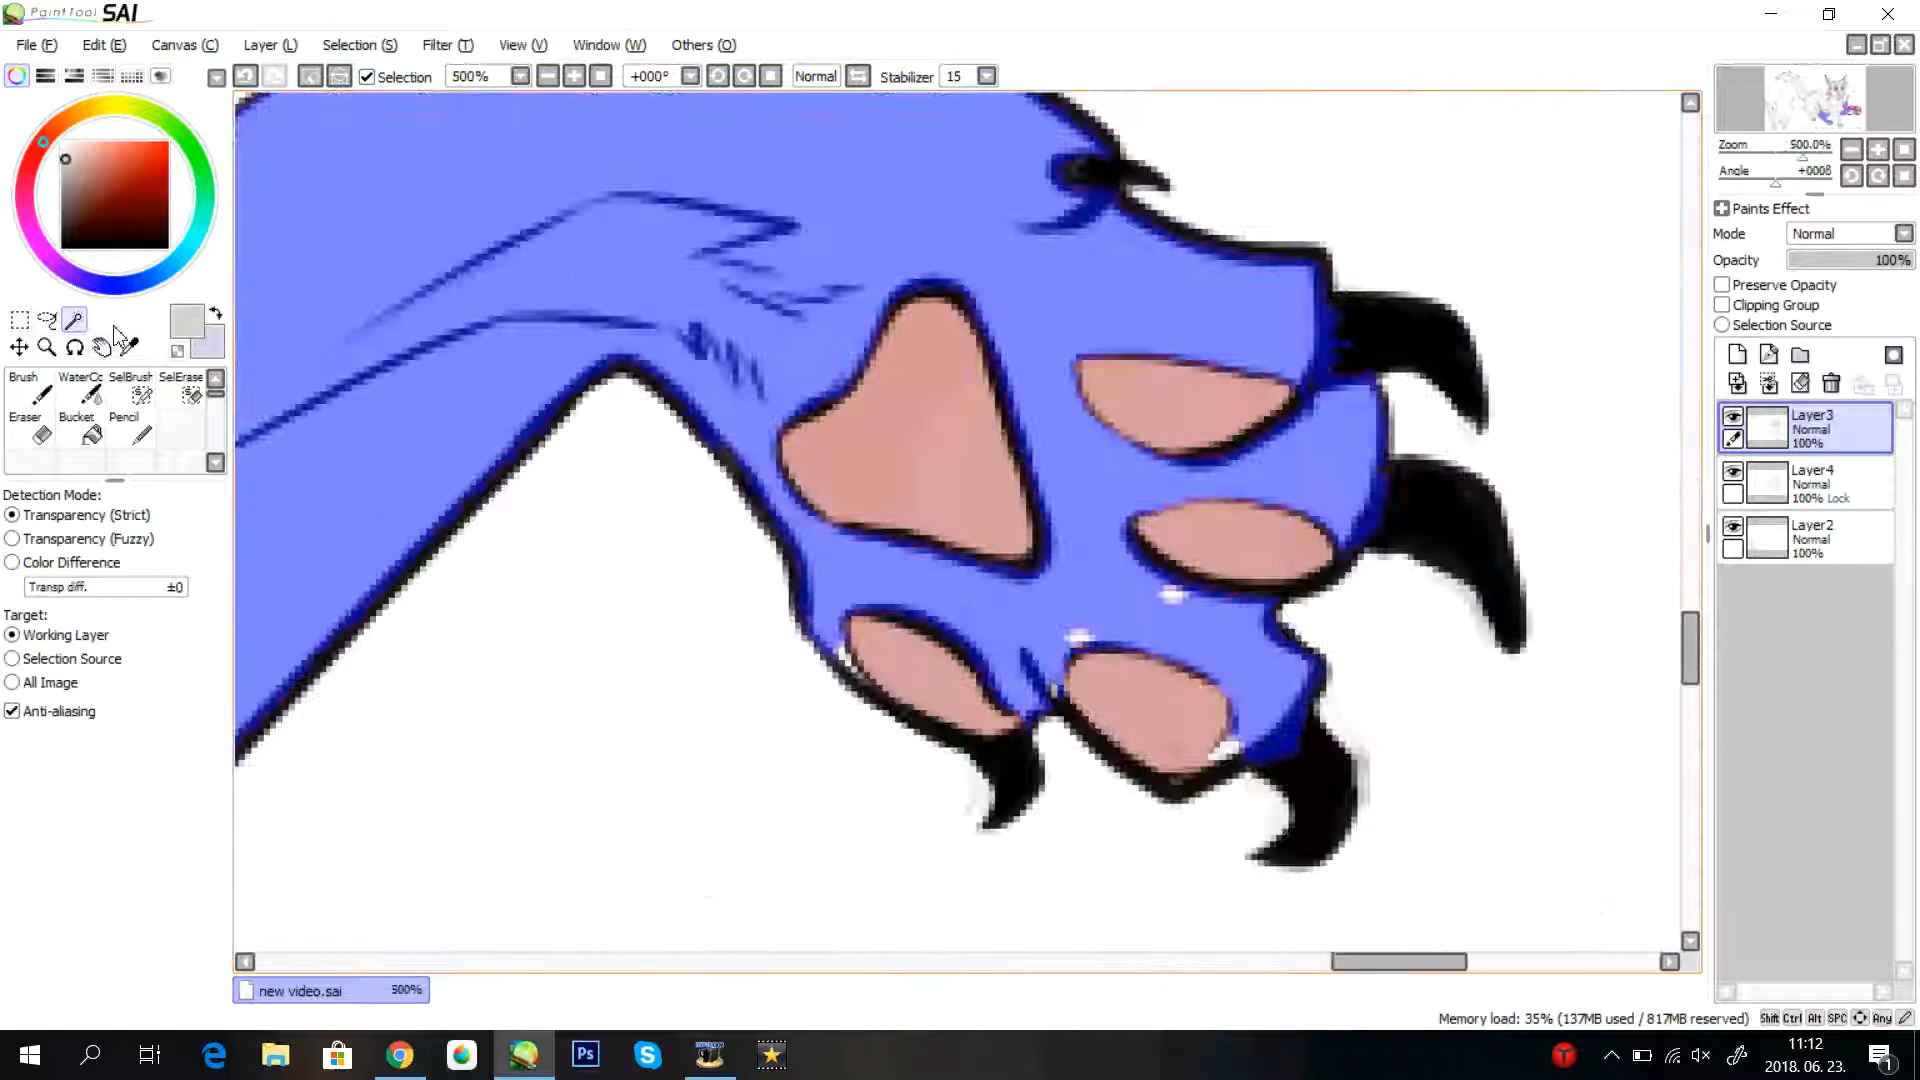 PaintTool SAI
File (F) Edit (E) Canvas (C) Layer (L) Selection (S) Filter (T) View (V) Window (W) Others (O)
Selection 500% +000° Normal Stabilizer 15
Zoom 500.0%
Angle +000ß
Paints Effect
Mode Normal
Opacity 100%
Preserve Opacity
Clipping Group
Selection Source
Brush WaterCo SelBrush SelErase
Eraser Bucket Pencil
Layer3
Normal
100%
Layer4
Normal
100% Lock
Layer2
Normal
100%
Detection Mode:
Transparency (Strict)
Transparency (Fuzzy)
Color Difference
Transp diff. ±0
Target:
Working Layer
Selection Source
All Image
Anti-aliasing
new video.sai 500%
Memory load: 35% (137MB used / 817MB reserved) Shift Ctrl Alt SPC Any
Ps
11:12
2018. 06. 23.
1